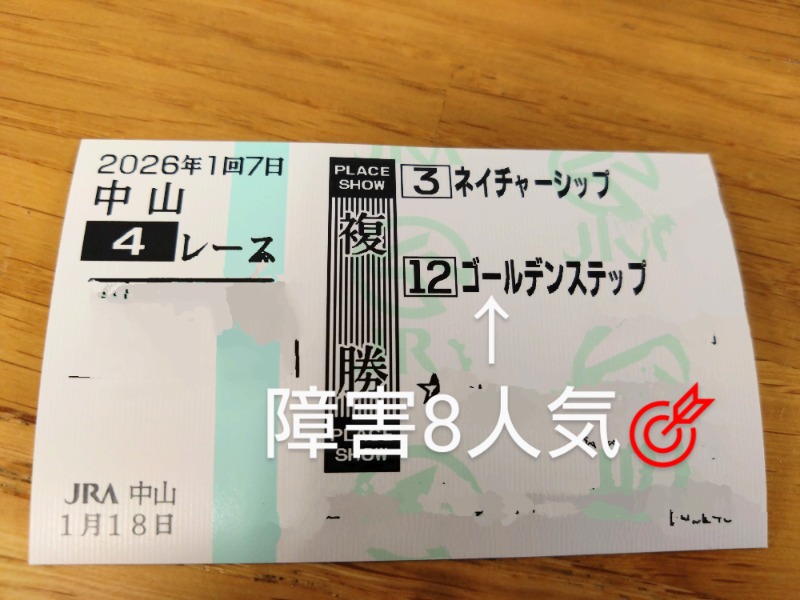 2026年1回7日
中山
4レース
PLACE
SHOW
複勝
PLACE
SHOW
3 ネイチャーシップ
12 ゴールデンステップ
↑
障害8人気🎯
JRA 中山
1月18日